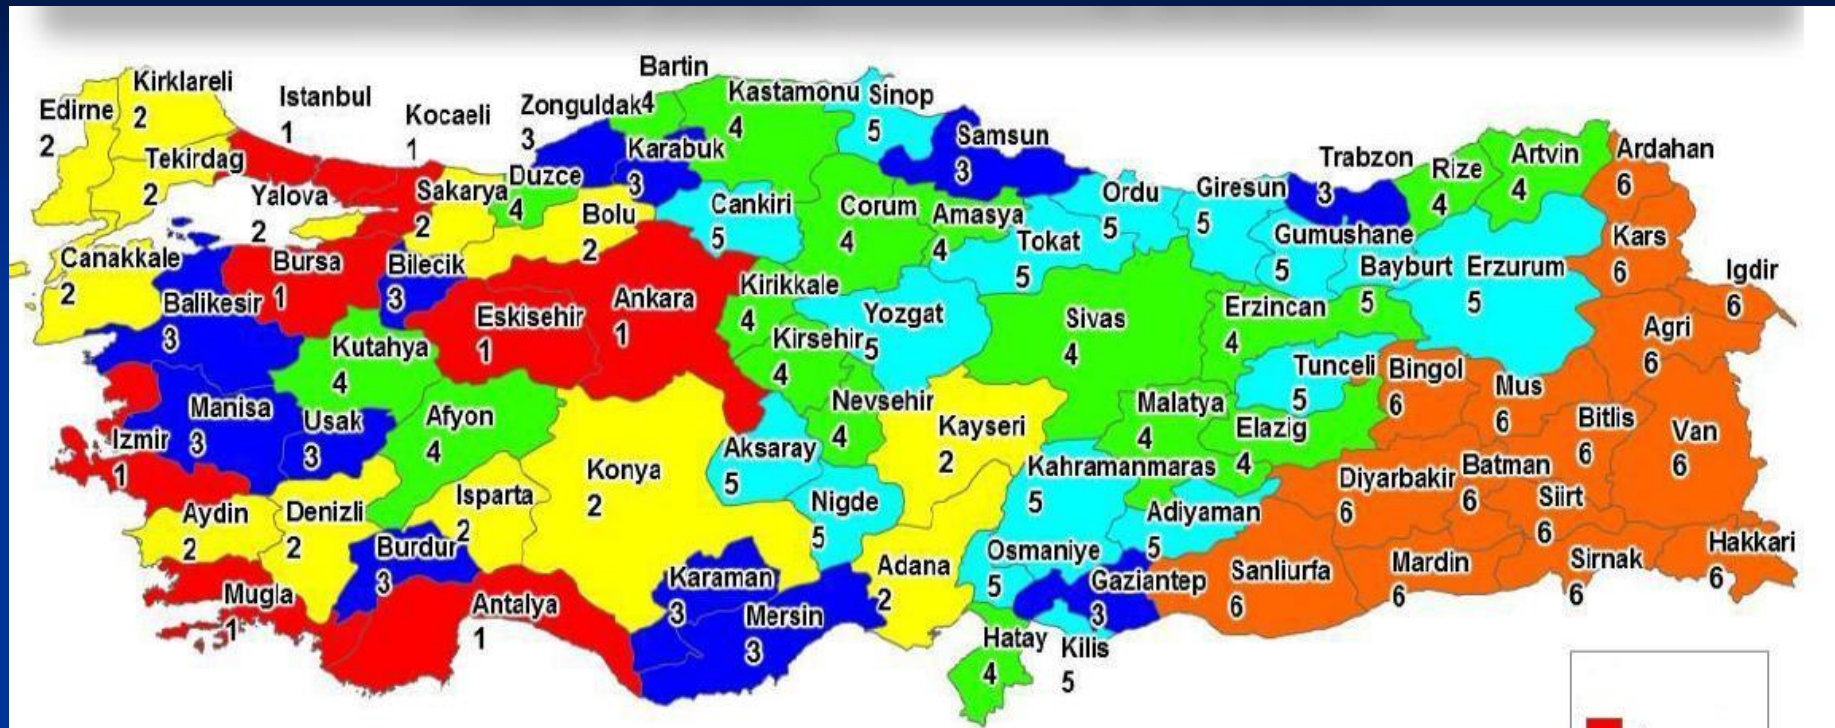 Edirne
2
Kirklareli
2
Tekirdag
2
Istanbul
1
Kocaeli
1
Yalova
2
Sakarya
2
Duzce
4
Zonguldak
3
Bartin
4
Karabuk
3
Kastamonu
4
Sinop
5
Samsun
3
Bolu
2
Cankiri
5
Corum
4
Amasya
4
Tokat
5
Ordu
5
Giresun
5
Trabzon
3
Rize
4
Artvin
4
Ardahan
6
Gumushane
5
Bayburt
5
Erzurum
5
Kars
6
Igdir
6
Canakkale
2
Balikesir
3
Bursa
1
Bilecik
3
Eskisehir
1
Ankara
1
Kirikkale
4
Kirsehir
4
Yozgat
5
Sivas
4
Erzincan
4
Agri
6
Kutahya
4
Manisa
3
Usak
3
Afyon
4
Izmir
1
Konya
2
Aksaray
5
Nevsehir
4
Kayseri
2
Malatya
4
Elazig
4
Tunceli
5
Bingol
6
Mus
6
Bitlis
6
Van
6
Aydin
2
Denizli
2
Isparta
2
Burdur
3
Nigde
5
Kahramanmaras
5
Adiyaman
5
Diyarbakir
6
Batman
6
Siirt
6
Mugla
1
Antalya
1
Karaman
3
Mersin
3
Adana
2
Osmaniye
5
Gaziantep
3
Sanliurfa
6
Mardin
6
Sirnak
6
Hakkari
6
Hatay
4
Kilis
5